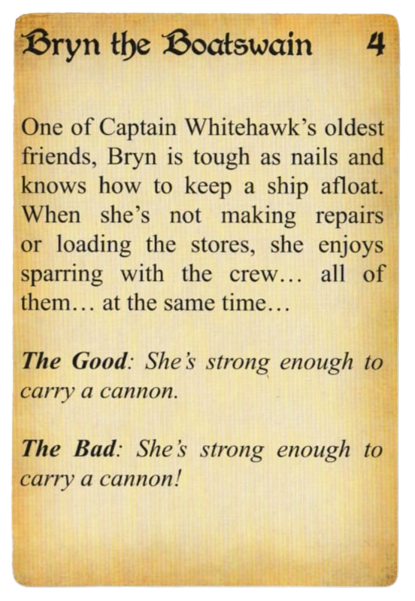 Bryn the Boatswain 4
One of Captain Whitehawk's oldest
friends, Bryn is tough as nails and
knows how to keep a ship afloat.
When she's not making repairs
or loading the stores, she enjoys
sparring with the crew… all of
them… at the same time…
The Good: She's strong enough to
carry a cannon.
The Bad: She's strong enough to
carry a cannon!